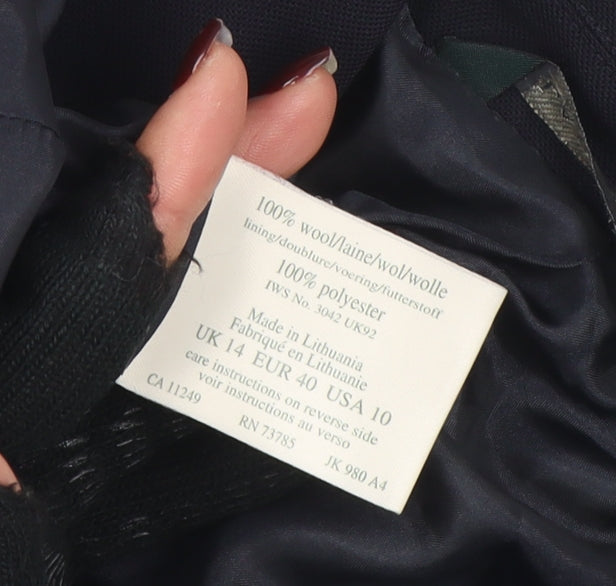 100% wool/laine/wol/wolle
lining/doublure/voering/futterstoff
100% polyester
IWS No. 3042 UK92
Made in Lithuania
Fabriqué en Lithuanie
UK 14 EUR 40 USA 10
care instructions on reverse side
voir instructions au verso
CA 11249 RN 73785 JK 980 A4